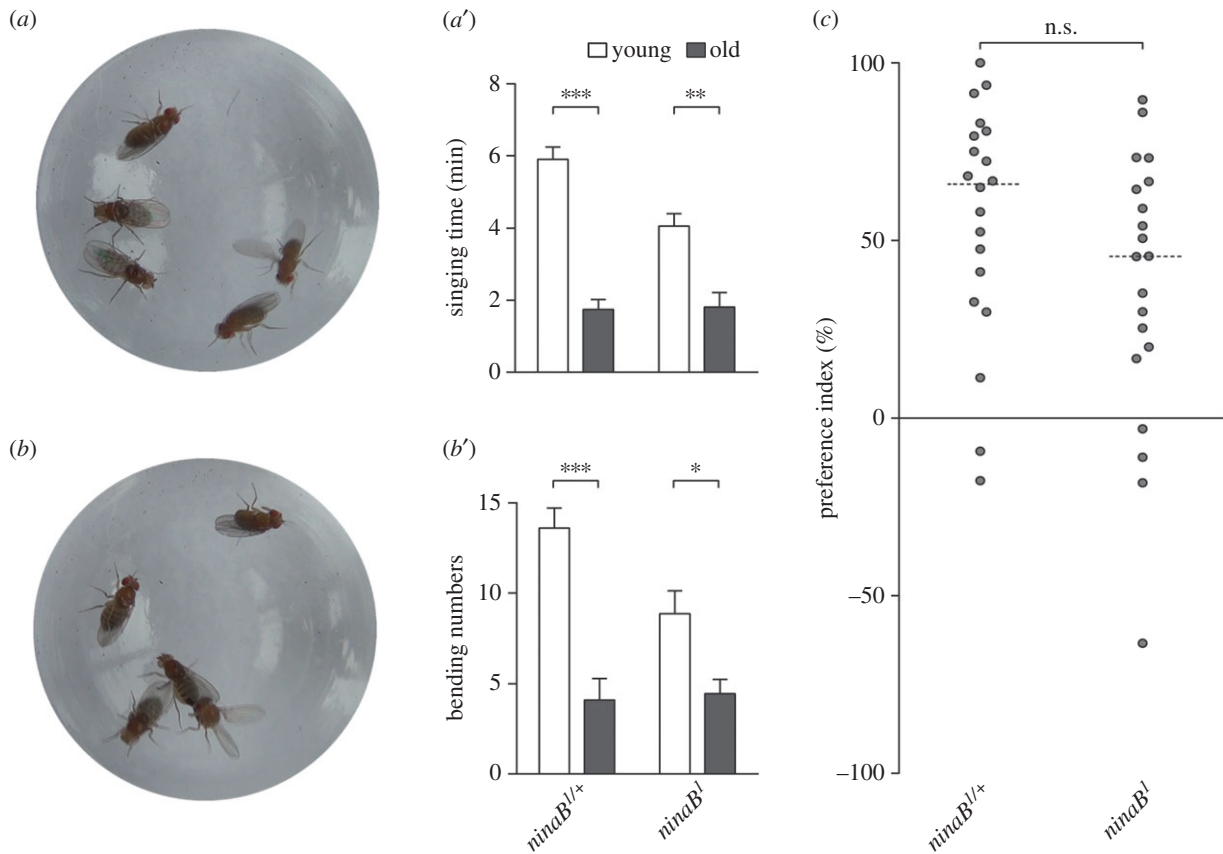 (a)
(a′)
young old
8
6
4
2
0
singing time (min)
***
**
(b)
(b′)
15
10
5
0
bending numbers
***
*
ninaB1/+
ninaB1
(c)
n.s.
100
50
0
–50
–100
preference index (%)
ninaB1/+
ninaB1